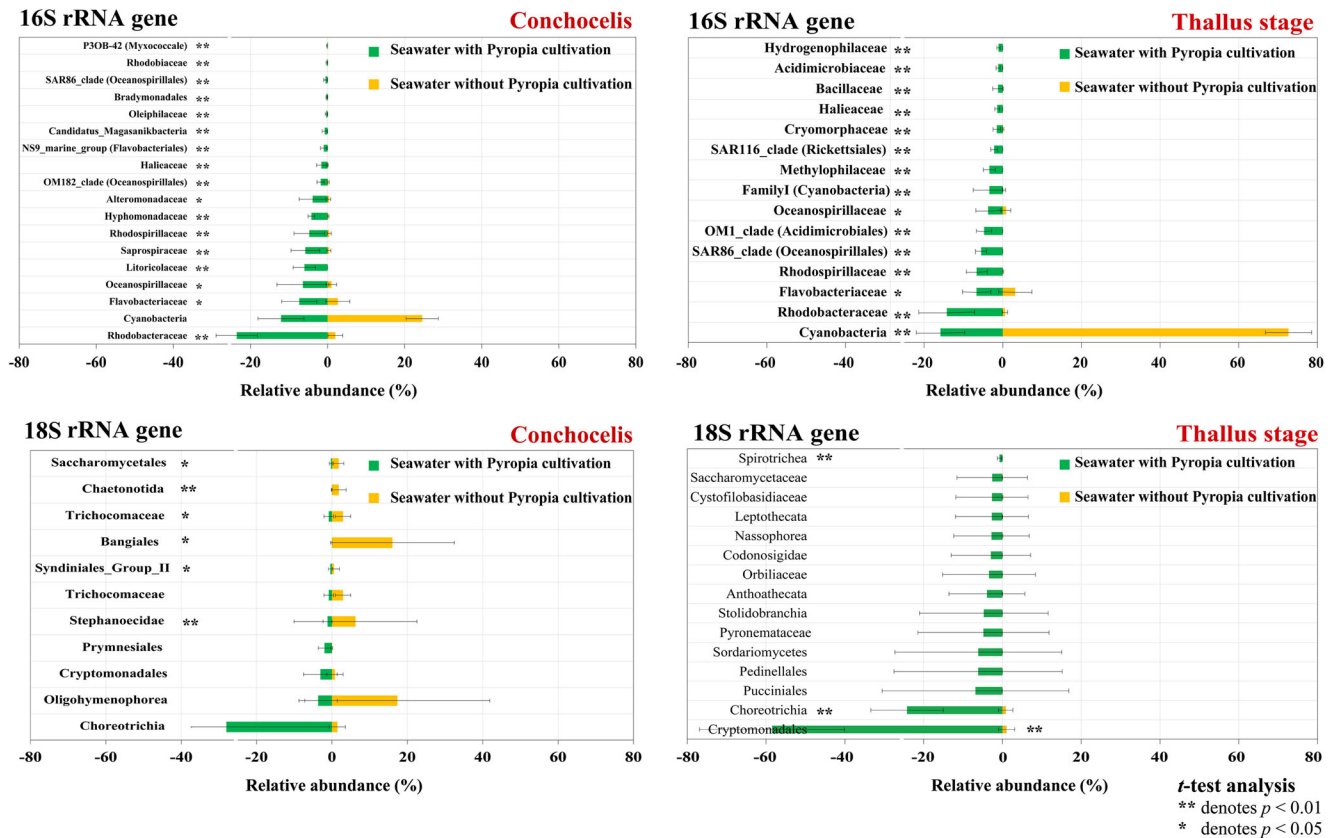 16S rRNA gene
Conchocelis
P3OB-42 (Myxococcale) **
Rhodobiaceae **
SAR86_clade (Oceanospirillales) **
Bradymonadales **
Oleiphilaceae **
Candidatus_Magasanikbacteria **
NS9_marine_group (Flavobacteriales) **
Halieaceae **
OM182_clade (Oceanospirillales) **
Alteromonadaceae *
Hyphomonadaceae **
Rhodospirillaceae **
Saprospiraceae **
Litoricolaceae **
Oceanospirillaceae *
Flavobacteriaceae *
Cyanobacteria
Rhodobacteraceae **
Seawater with Pyropia cultivation
Seawater without Pyropia cultivation
-20 0 20 40 60 80
Relative abundance (%)
16S rRNA gene
Thallus stage
Hydrogenophilaceae **
Acidimicrobiaceae **
Bacillaceae **
Halieaceae **
Cryomorphaceae **
SAR116_clade (Rickettsiales) **
Methylophilaceae **
FamilyI (Cyanobacteria) **
Oceanospirillaceae *
OM1_clade (Acidimicrobiales) **
SAR86_clade (Oceanospirillales) **
Rhodospirillaceae **
Flavobacteriaceae *
Rhodobacteraceae **
Cyanobacteria **
Seawater with Pyropia cultivation
Seawater without Pyropia cultivation
-80 -60 -40 -20 0 20 40 60 80
Relative abundance (%)
18S rRNA gene
Conchocelis
Saccharomycetales *
Chaetonotida **
Trichocomaceae *
Bangiales *
Syndiniales_Group_II *
Trichocomaceae
Stephanoecidae **
Prymnesiales
Cryptomonadales
Oligohymenophorea
Choreotrichia
Seawater with Pyropia cultivation
Seawater without Pyropia cultivation
-80 -60 -40 -20 0 20 40 60 80
Relative abundance (%)
18S rRNA gene
Thallus stage
Spirotrichea **
Saccharomycetaceae
Cystofilobasidiaceae
Leptothecata
Nassophorea
Codonosigidae
Orbiliaceae
Anthoathecata
Stolidobranchia
Pyronemataceae
Sordariomycetes
Pedinellales
Pucciniales
Choreotrichia **
Cryptomonadales **
Seawater with Pyropia cultivation
Seawater without Pyropia cultivation
-80 -60 -40 -20 0 20 40 60 80
Relative abundance (%)
t-test analysis
** denotes p < 0.01
* denotes p < 0.05